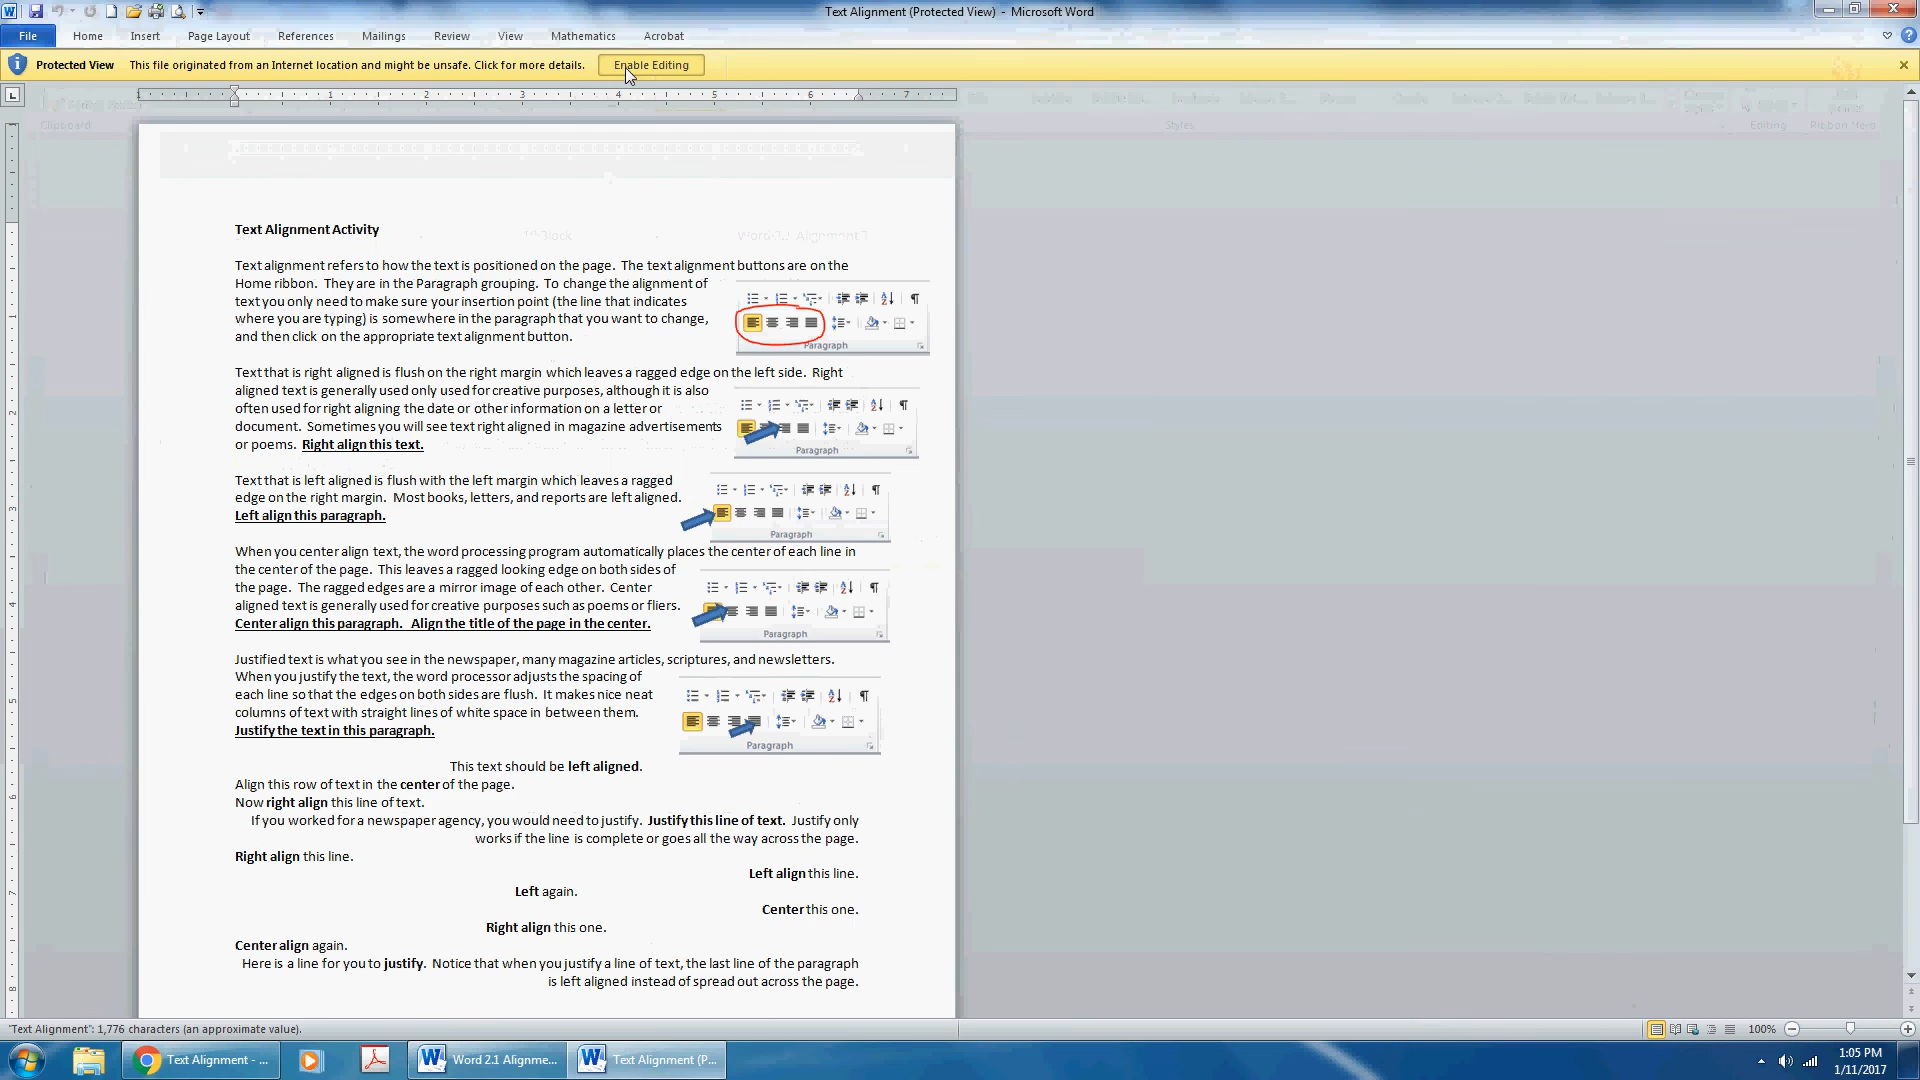 Text Alignment (Protected View) - Microsoft Word
File Home Insert Page Layout References Mailings Review View Mathematics Acrobat
Protected View This file originated from an Internet location and might be unsafe. Click for more details. Enable Editing
1 1 2 3 4 5 6 7
Clipboard Styles Editing
Text Alignment Activity
Text alignment refers to how the text is positioned on the page. The text alignment buttons are on the
Home ribbon. They are in the Paragraph grouping. To change the alignment of
text you only need to make sure your insertion point (the line that indicates
where you are typing) is somewhere in the paragraph that you want to change,
and then click on the appropriate text alignment button.
Paragraph
Text that is right aligned is flush on the right margin which leaves a ragged edge on the left side. Right
aligned text is generally used only used for creative purposes, although it is also
often used for right aligning the date or other information on a letter or
document. Sometimes you will see text right aligned in magazine advertisements
or poems. Right align this text.
Paragraph
Text that is left aligned is flush with the left margin which leaves a ragged
edge on the right margin. Most books, letters, and reports are left aligned.
Left align this paragraph.
Paragraph
When you center align text, the word processing program automatically places the center of each line in
the center of the page. This leaves a ragged looking edge on both sides of
the page. The ragged edges are a mirror image of each other. Center
aligned text is generally used for creative purposes such as poems or fliers.
Center align this paragraph. Align the title of the page in the center.
Paragraph
Justified text is what you see in the newspaper, many magazine articles, scriptures, and newsletters.
When you justify the text, the word processor adjusts the spacing of
each line so that the edges on both sides are flush. It makes nice neat
columns of text with straight lines of white space in between them.
Justify the text in this paragraph.
Paragraph
This text should be left aligned.
Align this row of text in the center of the page.
Now right align this line of text.
If you worked for a newspaper agency, you would need to justify. Justify this line of text. Justify only
works if the line is complete or goes all the way across the page.
Right align this line.
Left align this line.
Left again.
Center this one.
Right align this one.
Center align again.
Here is a line for you to justify. Notice that when you justify a line of text, the last line of the paragraph
is left aligned instead of spread out across the page.
"Text Alignment": 1,776 characters (an approximate value).
100%
Text Alignment - ...
Word 2.1 Alignme...
Text Alignment (P...
1:05 PM
1/11/2017